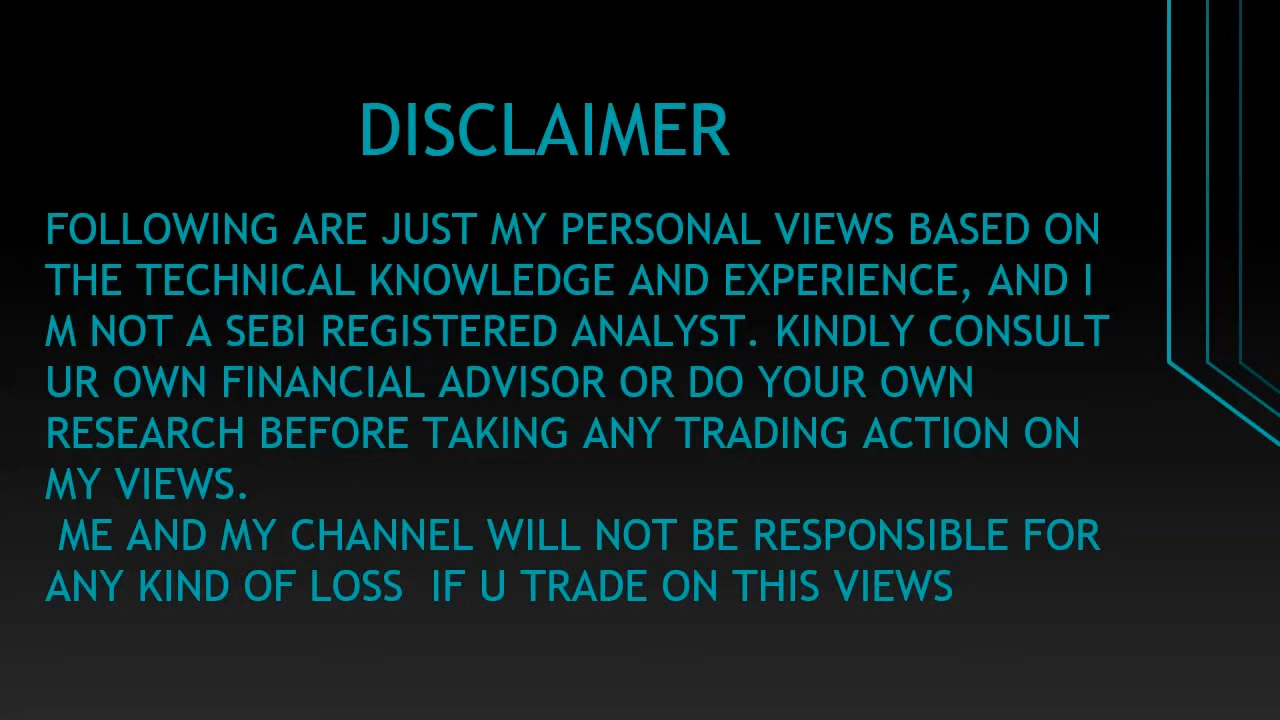 DISCLAIMER
FOLLOWING ARE JUST MY PERSONAL VIEWS BASED ON
THE TECHNICAL KNOWLEDGE AND EXPERIENCE, AND I
M NOT A SEBI REGISTERED ANALYST. KINDLY CONSULT
UR OWN FINANCIAL ADVISOR OR DO YOUR OWN
RESEARCH BEFORE TAKING ANY TRADING ACTION ON
MY VIEWS.
ME AND MY CHANNEL WILL NOT BE RESPONSIBLE FOR
ANY KIND OF LOSS  IF U TRADE ON THIS VIEWS